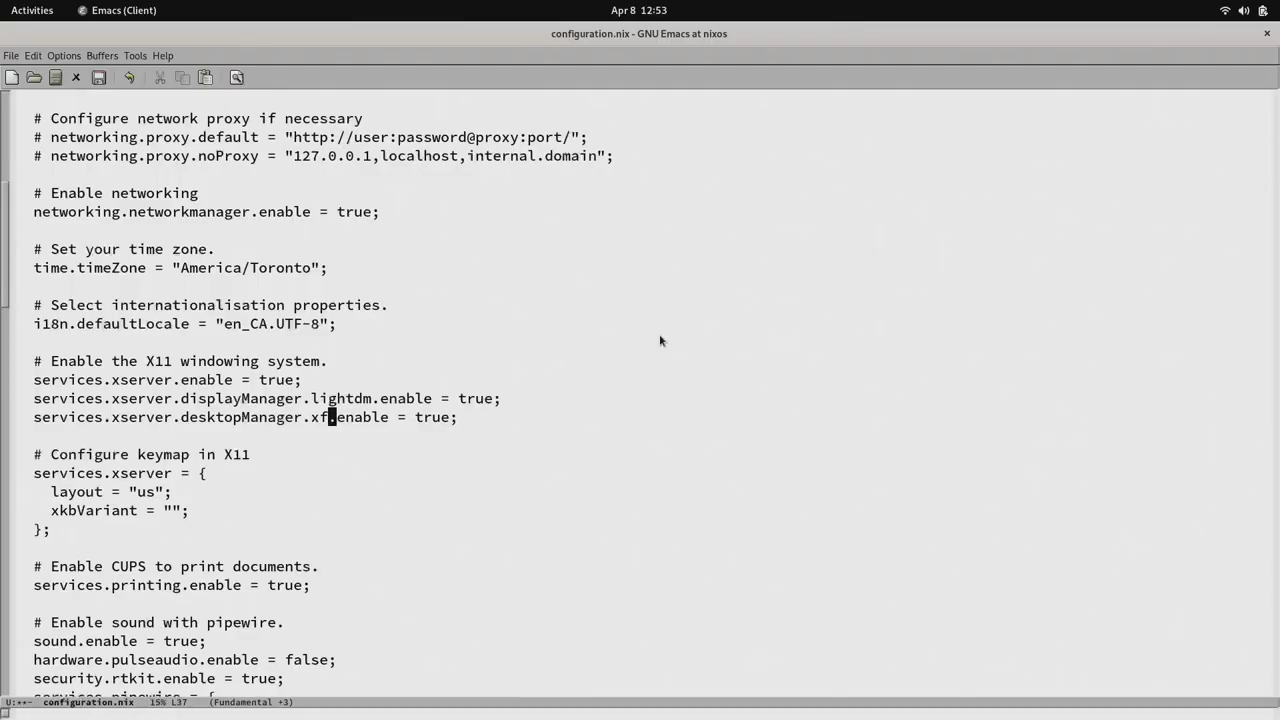 Activities
Emacs (Client)
Apr 8 12:53
configuration.nix - GNU Emacs at nixos
File Edit Options Buffers Tools Help
# Configure network proxy if necessary
# networking.proxy.default = "http://user:password@proxy:port/";
# networking.proxy.noProxy = "127.0.0.1,localhost,internal.domain";
# Enable networking
networking.networkmanager.enable = true;
# Set your time zone.
time.timeZone = "America/Toronto";
# Select internationalisation properties.
i18n.defaultLocale = "en_CA.UTF-8";
# Enable the X11 windowing system.
services.xserver.enable = true;
services.xserver.displayManager.lightdm.enable = true;
services.xserver.desktopManager.xf.enable = true;
# Configure keymap in X11
services.xserver = {
layout = "us";
xkbVariant = "";
};
# Enable CUPS to print documents.
services.printing.enable = true;
# Enable sound with pipewire.
sound.enable = true;
hardware.pulseaudio.enable = false;
security.rtkit.enable = true;
services.pipewire = {
U:**- configuration.nix 15% L37 (Fundamental +3)